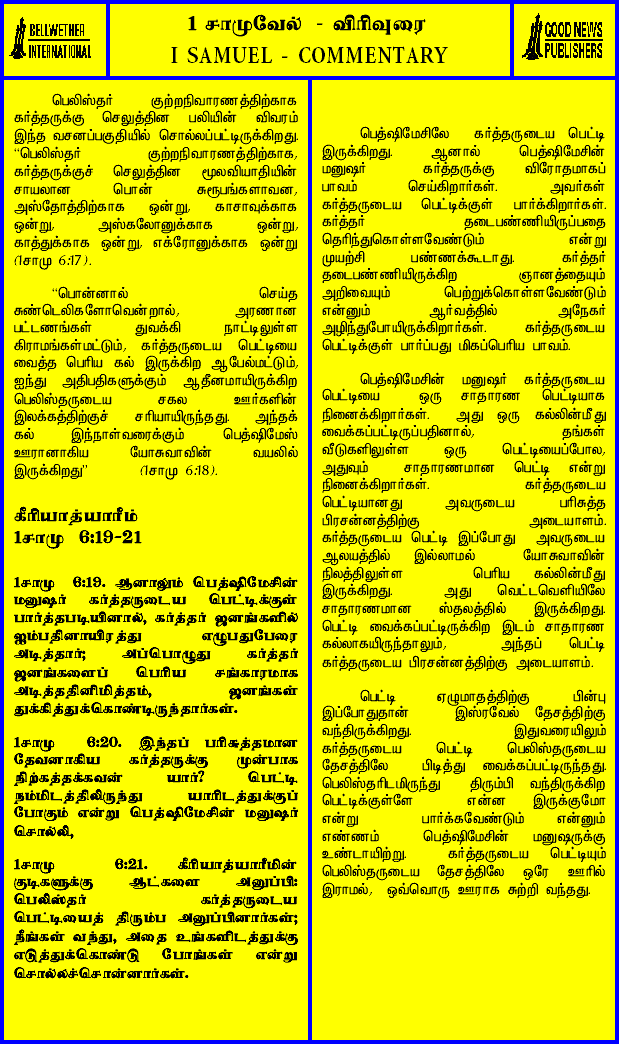 BELLWETHER
INTERNATIONAL
1 சாமுவேல் - விரிவுரை
I SAMUEL - COMMENTARY
GOOD NEWS
PUBLISHERS
பெலிஸ்தர் குற்றநிவாரணத்திற்காக
கர்த்தருக்கு செலுத்தின பலியின் விவரம்
இந்த வசனப்பகுதியில் சொல்லப்பட்டிருக்கிறது.
“பெலிஸ்தர் குற்றநிவாரணத்திற்காக,
கர்த்தருக்குச் செலுத்தின மூலவியாதியின்
சாயலான பொன் சுரூபங்களாவன,
அஸ்தோத்திற்காக ஒன்று, காசாவுக்காக
ஒன்று, அஸ்கலோனுக்காக ஒன்று,
காத்துக்காக ஒன்று, எக்ரோனுக்காக ஒன்று
(1சாமு 6:17).
“பொன்னால் செய்த
சுண்டெலிகளோவென்றால், அரணான
பட்டணங்கள் துவக்கி நாட்டிலுள்ள
கிராமங்கள்மட்டும், கர்த்தருடைய பெட்டியை
வைத்த பெரிய கல் இருக்கிற ஆபேல்மட்டும்,
ஐந்து அதிபதிகளுக்கும் ஆதீனமாயிருக்கிற
பெலிஸ்தருடைய சகல ஊர்களின்
இலக்கத்திற்குச் சரியாயிருந்தது. அந்தக்
கல் இந்நாள்வரைக்கும் பெத்ஷிமேஸ்
ஊரானாகிய யோசுவாவின் வயலில்
இருக்கிறது” (1சாமு 6:18).
கீரியாத்யாரீம்
1சாமு 6:19-21
1சாமு 6:19. ஆனாலும் பெத்ஷிமேசின்
மனுஷர் கர்த்தருடைய பெட்டிக்குள்
பார்த்தபடியினால், கர்த்தர் ஜனங்களில்
ஐம்பதினாயிரத்து எழுபதுபேரை
அடித்தார்; அப்பொழுது கர்த்தர்
ஜனங்களைப் பெரிய சங்காரமாக
அடித்ததினிமித்தம், ஜனங்கள்
துக்கித்துக்கொண்டிருந்தார்கள்.
1சாமு 6:20. இந்தப் பரிசுத்தமான
தேவனாகிய கர்த்தருக்கு முன்பாக
நிற்கத்தக்கவன் யார்? பெட்டி
நம்மிடத்திலிருந்து யாரிடத்துக்குப்
போகும் என்று பெத்ஷிமேசின் மனுஷர்
சொல்லி,
1சாமு 6:21. கீரியாத்யாரீமின்
குடிகளுக்கு ஆட்களை அனுப்பி:
பெலிஸ்தர் கர்த்தருடைய
பெட்டியைத் திரும்ப அனுப்பினார்கள்;
நீங்கள் வந்து, அதை உங்களிடத்துக்கு
எடுத்துக்கொண்டு போங்கள் என்று
சொல்லச்சொன்னார்கள்.
பெத்ஷிமேசிலே கர்த்தருடைய பெட்டி
இருக்கிறது. ஆனால் பெத்ஷிமேசின்
மனுஷர் கர்த்தருக்கு விரோதமாகப்
பாவம் செய்கிறார்கள். அவர்கள்
கர்த்தருடைய பெட்டிக்குள் பார்க்கிறார்கள்.
கர்த்தர் தடைபண்ணியிருப்பதை
தெரிந்துகொள்ளவேண்டும் என்று
முயற்சி பண்ணக்கூடாது. கர்த்தர்
தடைபண்ணியிருக்கிற ஞானத்தையும்
அறிவையும் பெற்றுக்கொள்ளவேண்டும்
என்னும் ஆர்வத்தில் அநேகர்
அழிந்துபோயிருக்கிறார்கள். கர்த்தருடைய
பெட்டிக்குள் பார்ப்பது மிகப்பெரிய பாவம்.
பெத்ஷிமேசின் மனுஷர் கர்த்தருடைய
பெட்டியை ஒரு சாதாரண பெட்டியாக
நினைக்கிறார்கள். அது ஒரு கல்லின்மீது
வைக்கப்பட்டிருப்பதினால், தங்கள்
வீடுகளிலுள்ள ஒரு பெட்டியைப்போல,
அதுவும் சாதாரணமான பெட்டி என்று
நினைக்கிறார்கள். கர்த்தருடைய
பெட்டியானது அவருடைய பரிசுத்த
பிரசன்னத்திற்கு அடையாளம்.
கர்த்தருடைய பெட்டி இப்போது அவருடைய
ஆலயத்தில் இல்லாமல் யோசுவாவின்
நிலத்திலுள்ள பெரிய கல்லின்மீது
இருக்கிறது. அது வெட்டவெளியிலே
சாதாரணமான ஸ்தலத்தில் இருக்கிறது.
பெட்டி வைக்கப்பட்டிருக்கிற இடம் சாதாரண
கல்லாகயிருந்தாலும், அந்தப் பெட்டி
கர்த்தருடைய பிரசன்னத்திற்கு அடையாளம்.
பெட்டி ஏழுமாதத்திற்கு பின்பு
இப்போதுதான் இஸ்ரவேல் தேசத்திற்கு
வந்திருக்கிறது. இதுவரையிலும்
கர்த்தருடைய பெட்டி பெலிஸ்தருடைய
தேசத்திலே பிடித்து வைக்கப்பட்டிருந்தது.
பெலிஸ்தரிடமிருந்து திரும்பி வந்திருக்கிற
பெட்டிக்குள்ளே என்ன இருக்குமோ
என்று பார்க்கவேண்டும் என்னும்
எண்ணம் பெத்ஷிமேசின் மனுஷருக்கு
உண்டாயிற்று. கர்த்தருடைய பெட்டியும்
பெலிஸ்தருடைய தேசத்திலே ஒரே ஊரில்
இராமல், ஒவ்வொரு ஊராக சுற்றி வந்தது.